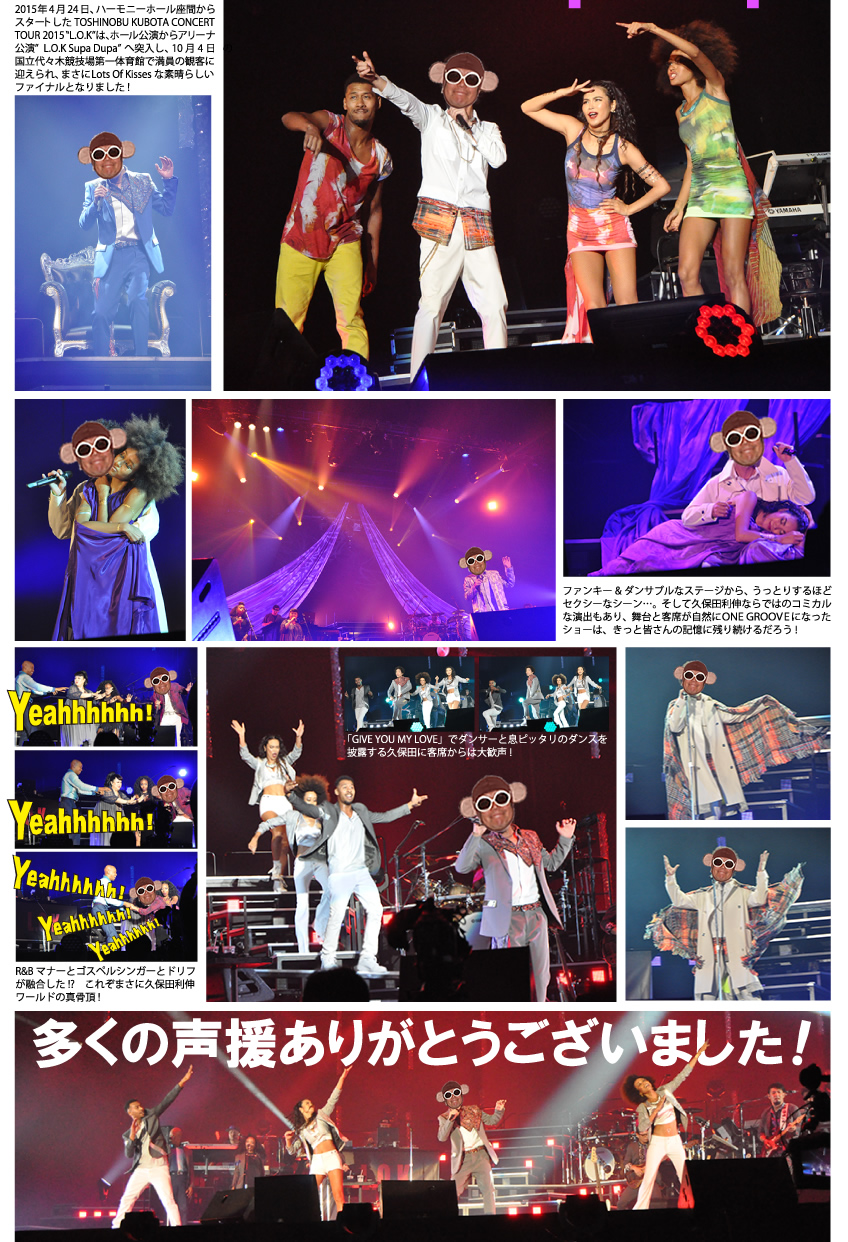 2015年4月24日、ハーモニーホール座間から
スタートした TOSHINOBU KUBOTA CONCERT
TOUR 2015 "L.O.K"は、ホール公演からアリーナ
公演" L.O.K Supa Dupa" へ突入し、10月4日
国立代々木競技場第一体育館で満員の観客に
迎えられ、まさにLots Of Kisses な素晴らしい
ファイナルとなりました！
YAMAHA
ファンキー & ダンサブルなステージから、うっとりするほど
セクシーなシーン…。そして久保田利伸ならではのコミカル
な演出もあり、舞台と客席が自然にONE GROOVEになった
ショーは、きっと皆さんの記憶に残り続けるだろう！
Yeahhhhhh!
Yeahhhhhh!
Yeahhhhhh!
Yeahhhhhh!
Yeahhhhhh!
R&B マナーとゴスペルシンガーとドリフ
が融合した!?　これぞまさに久保田利伸
ワールドの真骨頂！
「GIVE YOU MY LOVE」でダンサーと息ピッタリのダンスを
披露する久保田に客席からは大歓声！
多くの声援ありがとうございました！